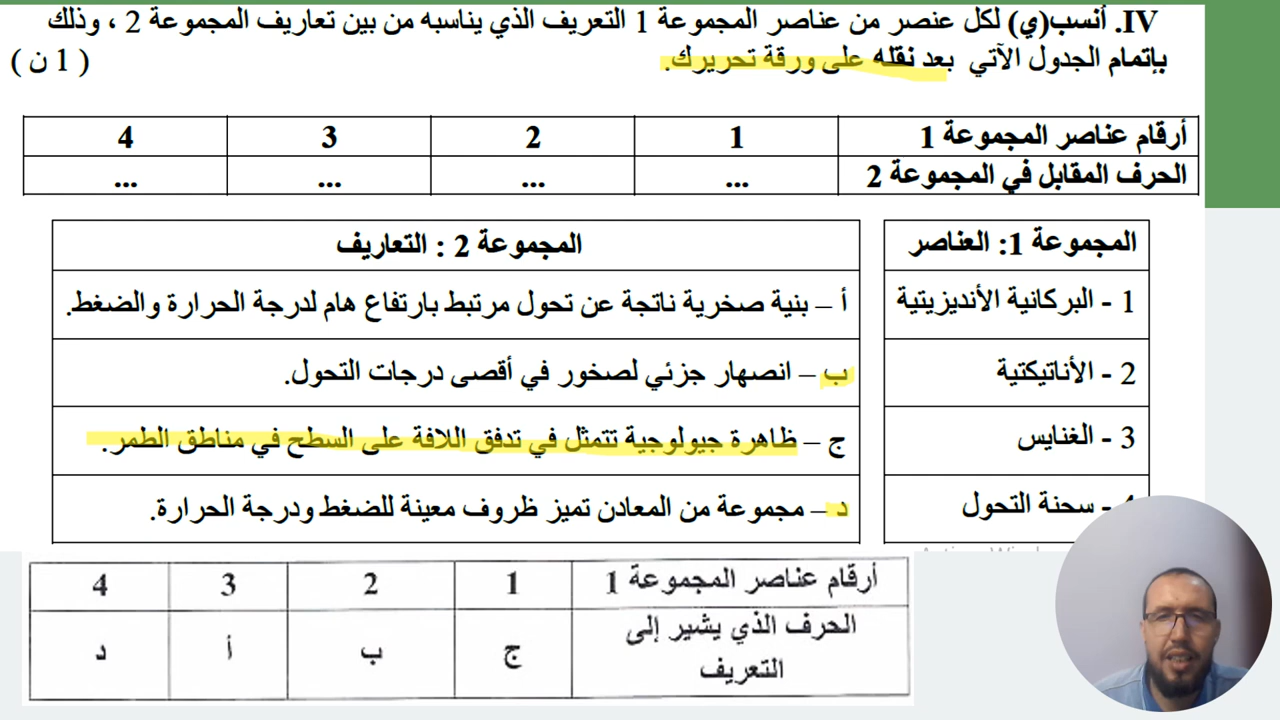 IV. أنسب(ي) لكل عنصر من عناصر المجموعة 1 التعريف الذي يناسبه من بين تعاريف المجموعة 2 ، وذلك
بإتمام الجدول الآتي بعد نقله على ورقة تحريرك. ( 1 ن )
أرقام عناصر المجموعة 1 1 2 3 4
الحرف المقابل في المجموعة 2 ... ... ... ...
المجموعة 1: العناصر المجموعة 2 : التعاريف
1 - البركانية الأنديزيتية أ – بنية صخرية ناتجة عن تحول مرتبط بارتفاع هام لدرجة الحرارة والضغط.
2 - الأناتيكتية ب – انصهار جزئي لصخور في أقصى درجات التحول.
3 - الغنايس ج – ظاهرة جيولوجية تتمثل في تدفق اللافة على السطح في مناطق الطمر.
4 - سحنة التحول د – مجموعة من المعادن تميز ظروف معينة للضغط ودرجة الحرارة.
أرقام عناصر المجموعة 1 1 2 3 4
الحرف الذي يشير إلى
التعريف ج ب أ د